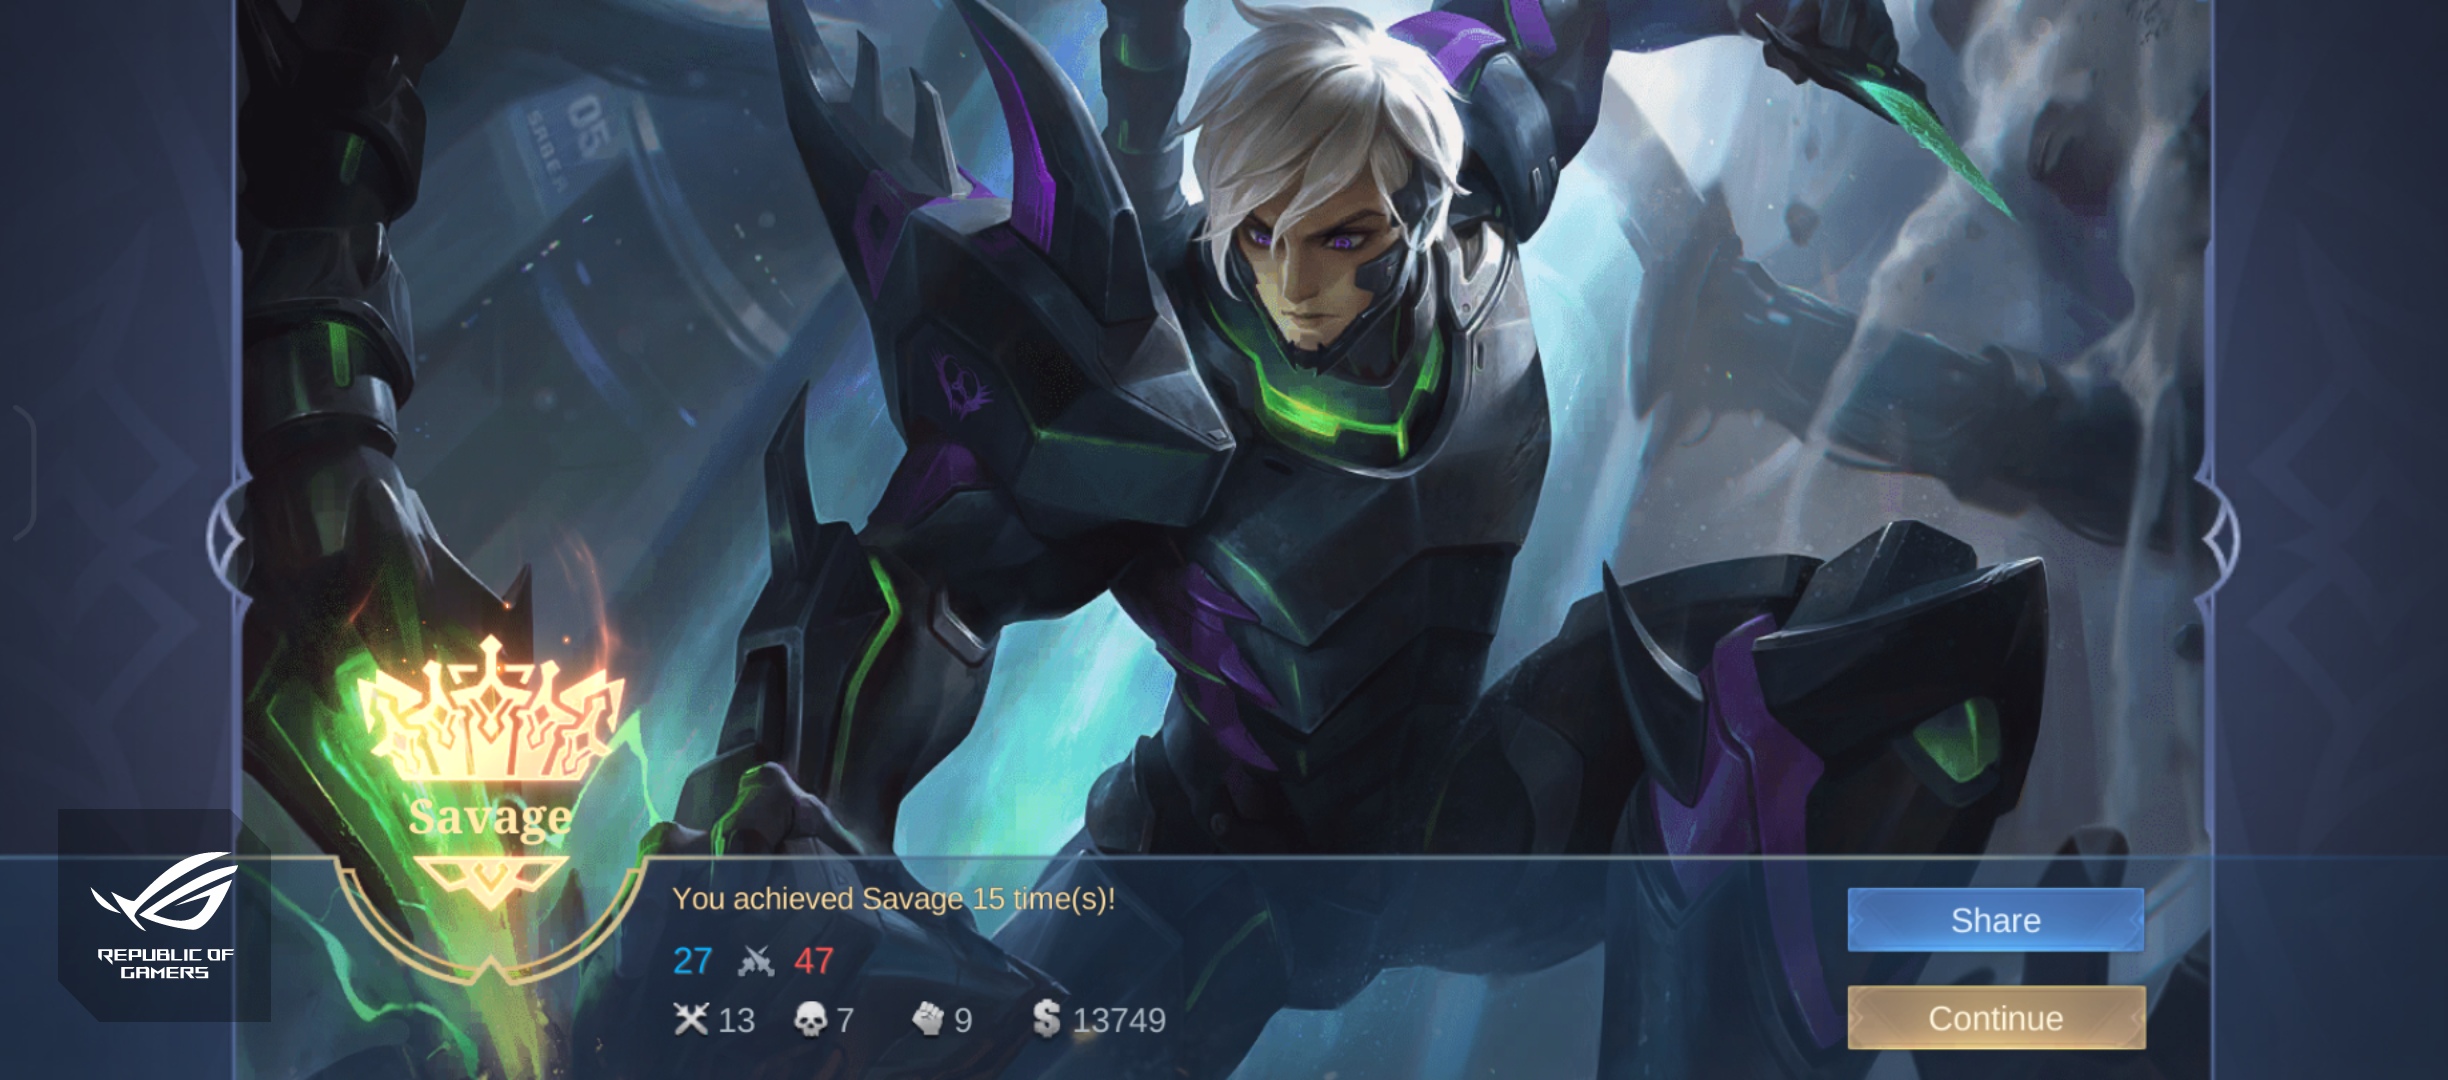 05
SABER
Savage
You achieved Savage 15 time(s)!
27 47
13 7 9 13749
Share
Continue
REPUBLIC OF
GAMERS